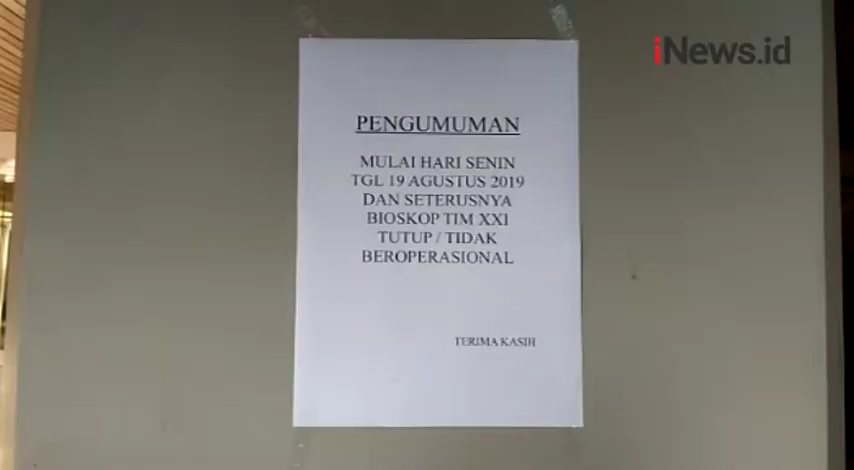 iNews.id
PENGUMUMAN
MULAI HARI SENIN
TGL 19 AGUSTUS 2019
DAN SETERUSNYA
BIOSKOP TIM XXI
TUTUP / TIDAK
BEROPERASIONAL
TERIMA KASIH